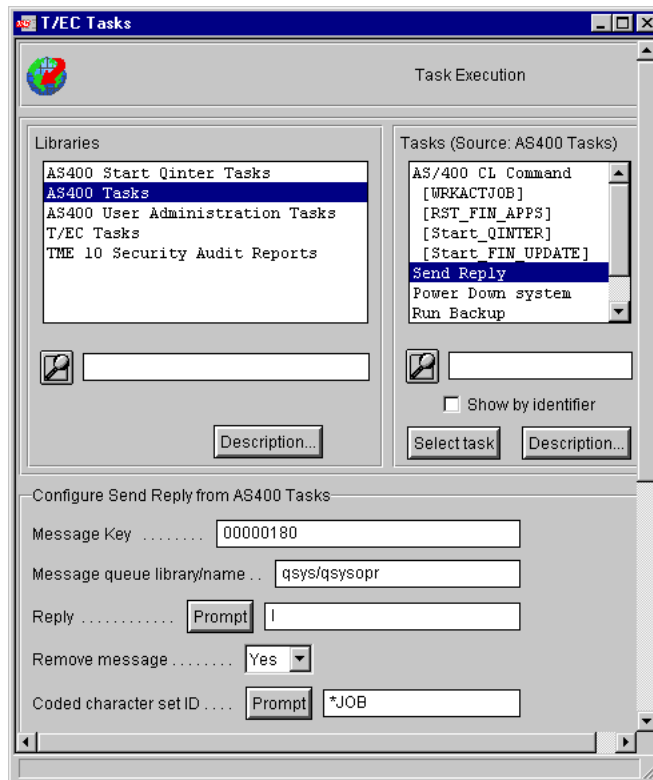 T/EC Tasks
Task Execution
Libraries
AS400 Start Qinter Tasks
AS400 Tasks
AS400 User Administration Tasks
T/EC Tasks
TME 10 Security Audit Reports
Description...
Tasks (Source: AS400 Tasks)
AS/400 CL Command
[WRKACTJOB]
[RST_FIN_APPS]
[Start_QINTER]
[Start_FIN_UPDATE]
Send Reply
Power Down system
Run Backup
Show by identifier
Select task Description...
Configure Send Reply from AS400 Tasks
Message Key ........ 00000180
Message queue library/name .. qsys/qsysopr
Reply ............ Prompt I
Remove message ........ Yes
Coded character set ID .... Prompt *JOB